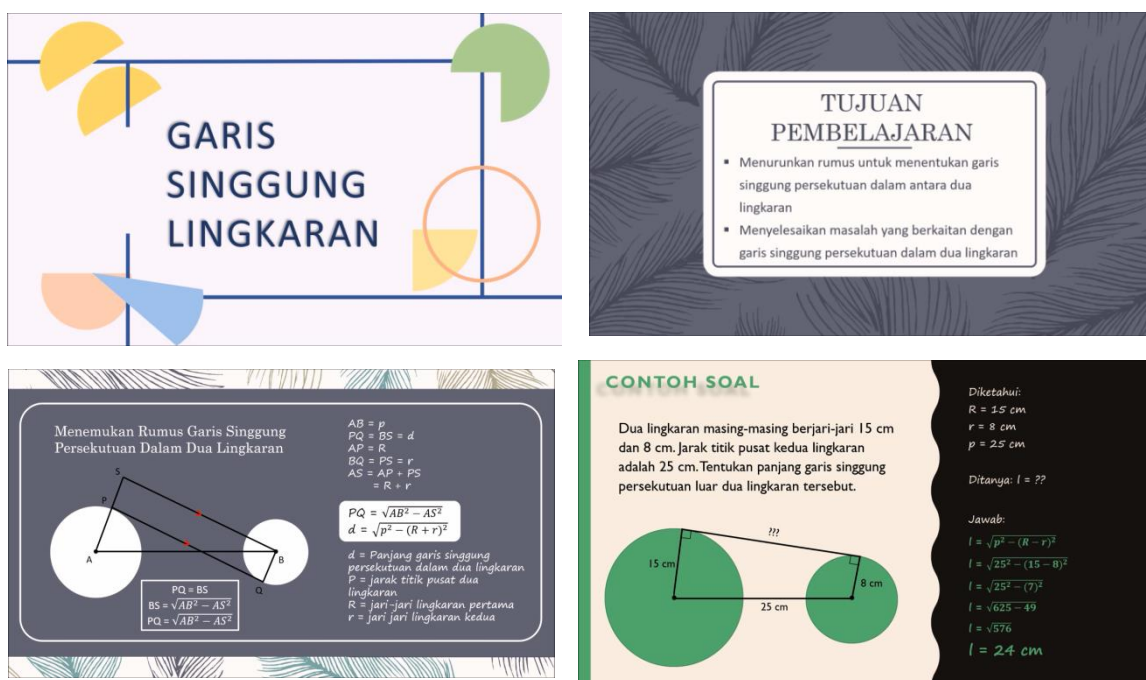 GARIS
SINGGUNG
LINGKARAN
TUJUAN
PEMBELAJARAN
▪ Menurunkan rumus untuk menentukan garis
singgung persekutuan dalam antara dua
lingkaran
▪ Menyelesaikan masalah yang berkaitan dengan
garis singgung persekutuan dalam dua lingkaran
Menemukan Rumus Garis Singgung
Persekutuan Dalam Dua Lingkaran
S
P
A
B
Q
PQ = BS
BS = √AB² − AS²
PQ = √AB² − AS²
AB = p
PQ = BS = d
AP = R
BQ = PS = r
AS = AP + PS
= R + r
PQ = √AB² − AS²
d = √p² − (R + r)²
d = Panjang garis singgung
persekutuan dalam dua lingkaran
P = jarak titik pusat dua
lingkaran
R = jari-jari lingkaran pertama
r = jari jari lingkaran kedua
CONTOH SOAL
Dua lingkaran masing-masing berjari-jari 15 cm
dan 8 cm. Jarak titik pusat kedua lingkaran
adalah 25 cm. Tentukan panjang garis singgung
persekutuan luar dua lingkaran tersebut.
???
15 cm
8 cm
25 cm
Diketahui:
R = 15 cm
r = 8 cm
p = 25 cm
Ditanya: l = ??
Jawab:
l = √p² − (R − r)²
l = √25² − (15 − 8)²
l = √25² − (7)²
l = √625 − 49
l = √576
l = 24 cm